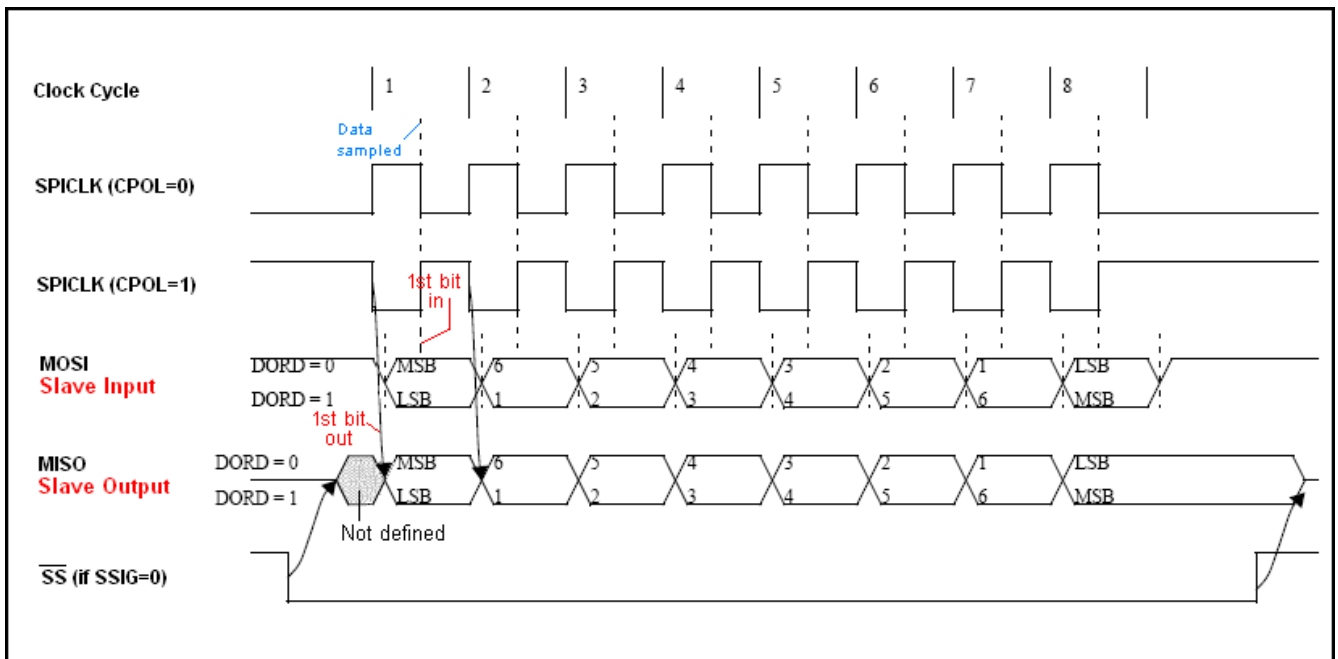 Clock Cycle 1 2 3 4 5 6 7 8
Data
sampled
SPICLK (CPOL=0)
SPICLK (CPOL=1)
1st bit
in
MOSI DORD = 0 MSB 6 5 4 3 2 1 LSB
Slave Input
DORD = 1 LSB 1 2 3 4 5 6 MSB
1st bit
out
MISO DORD = 0 MSB 6 5 4 3 2 1 LSB
Slave Output
DORD = 1 LSB 1 2 3 4 5 6 MSB
Not defined
SS (if SSIG=0)